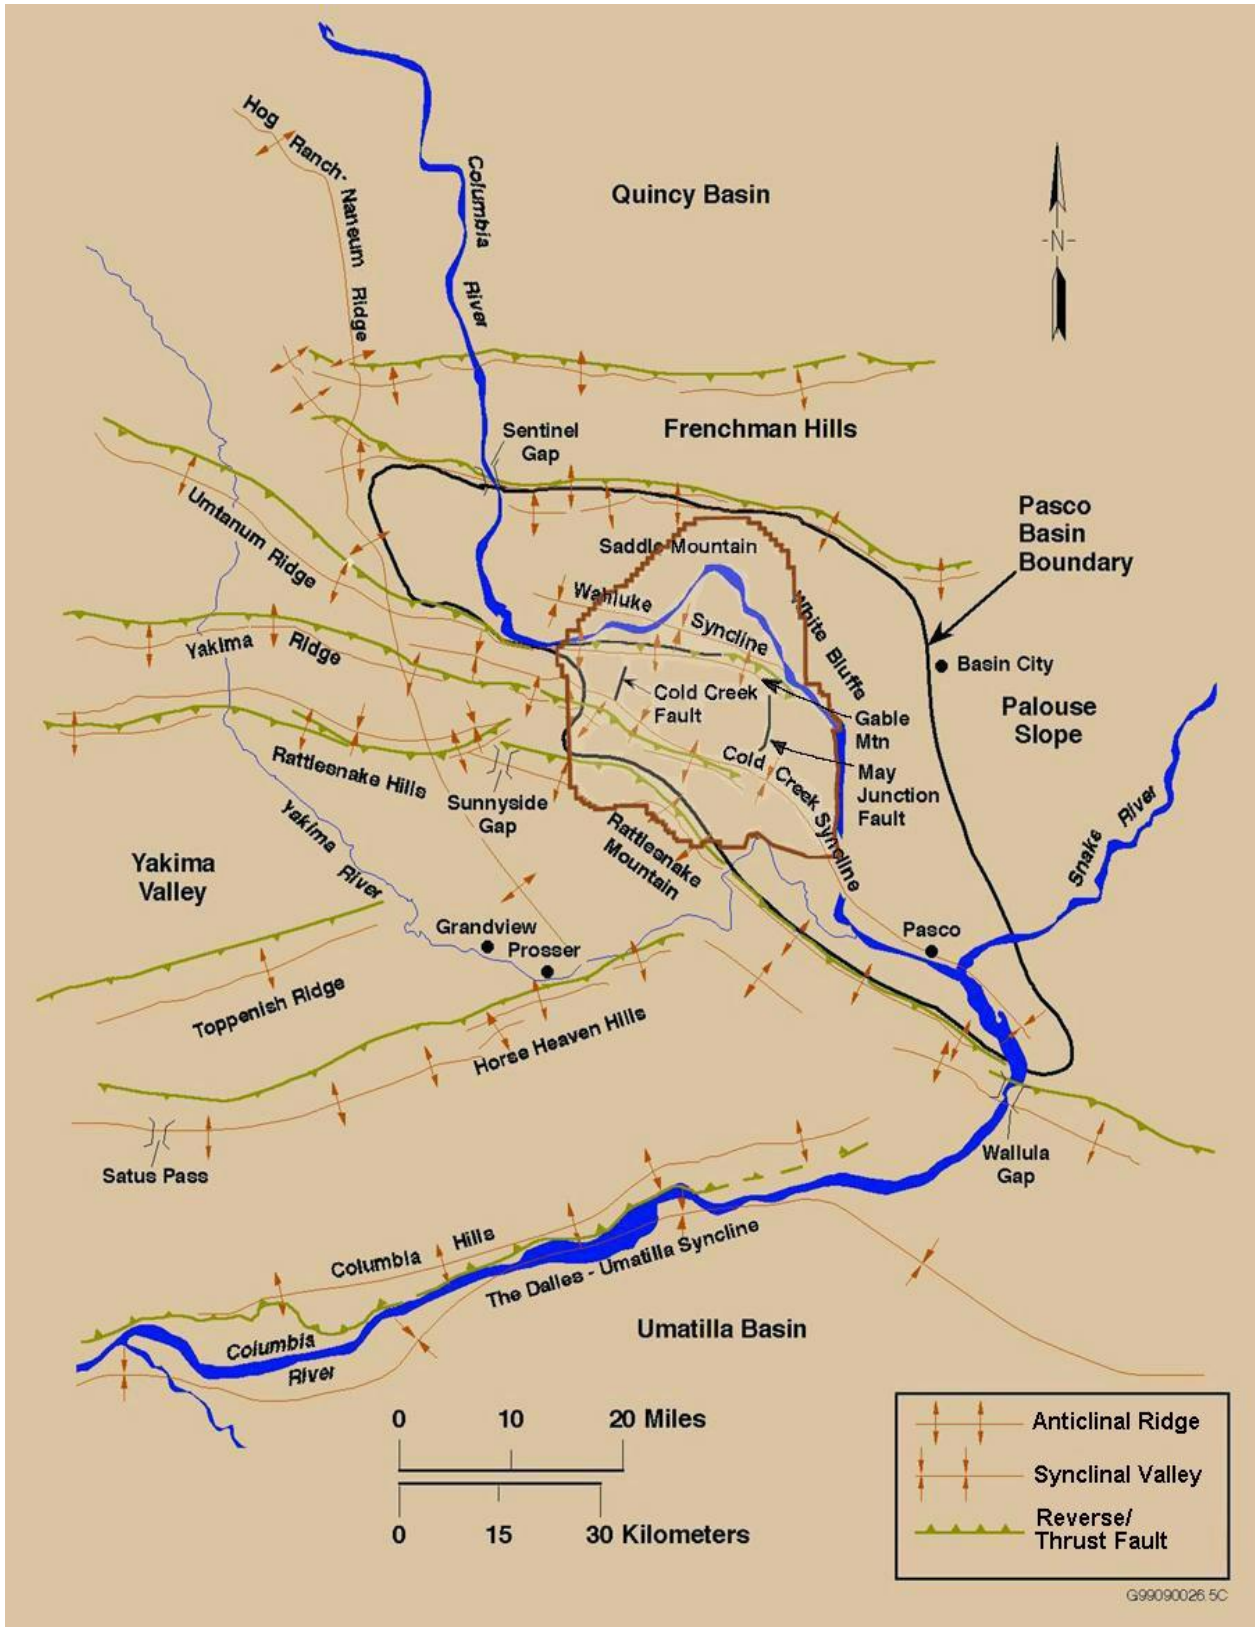 Hog
Ranch-
Naneum
Ridge
Columbia
River
Quincy Basin
-N-
Sentinel
Gap
Frenchman Hills
Umtanum Ridge
Pasco
Basin
Boundary
Saddle Mountain
Wahluke
Syncline
White Bluffs
Yakima Ridge
Basin City
Cold Creek
Fault
Gable
Mtn
Palouse
Slope
Cold Creek Syncline
May
Junction
Fault
Rattlesnake Hills
Sunnyside
Gap
Snake River
Yakima River
Rattlesnake
Mountain
Yakima
Valley
Grandview
Prosser
Pasco
Toppenish Ridge
Horse Heaven Hills
Satus Pass
Wallula
Gap
Columbia Hills
The Dalles - Umatilla Syncline
Umatilla Basin
Columbia
River
0 10 20 Miles
0 15 30 Kilometers
Anticlinal Ridge
Synclinal Valley
Reverse/
Thrust Fault
G99090026.5C